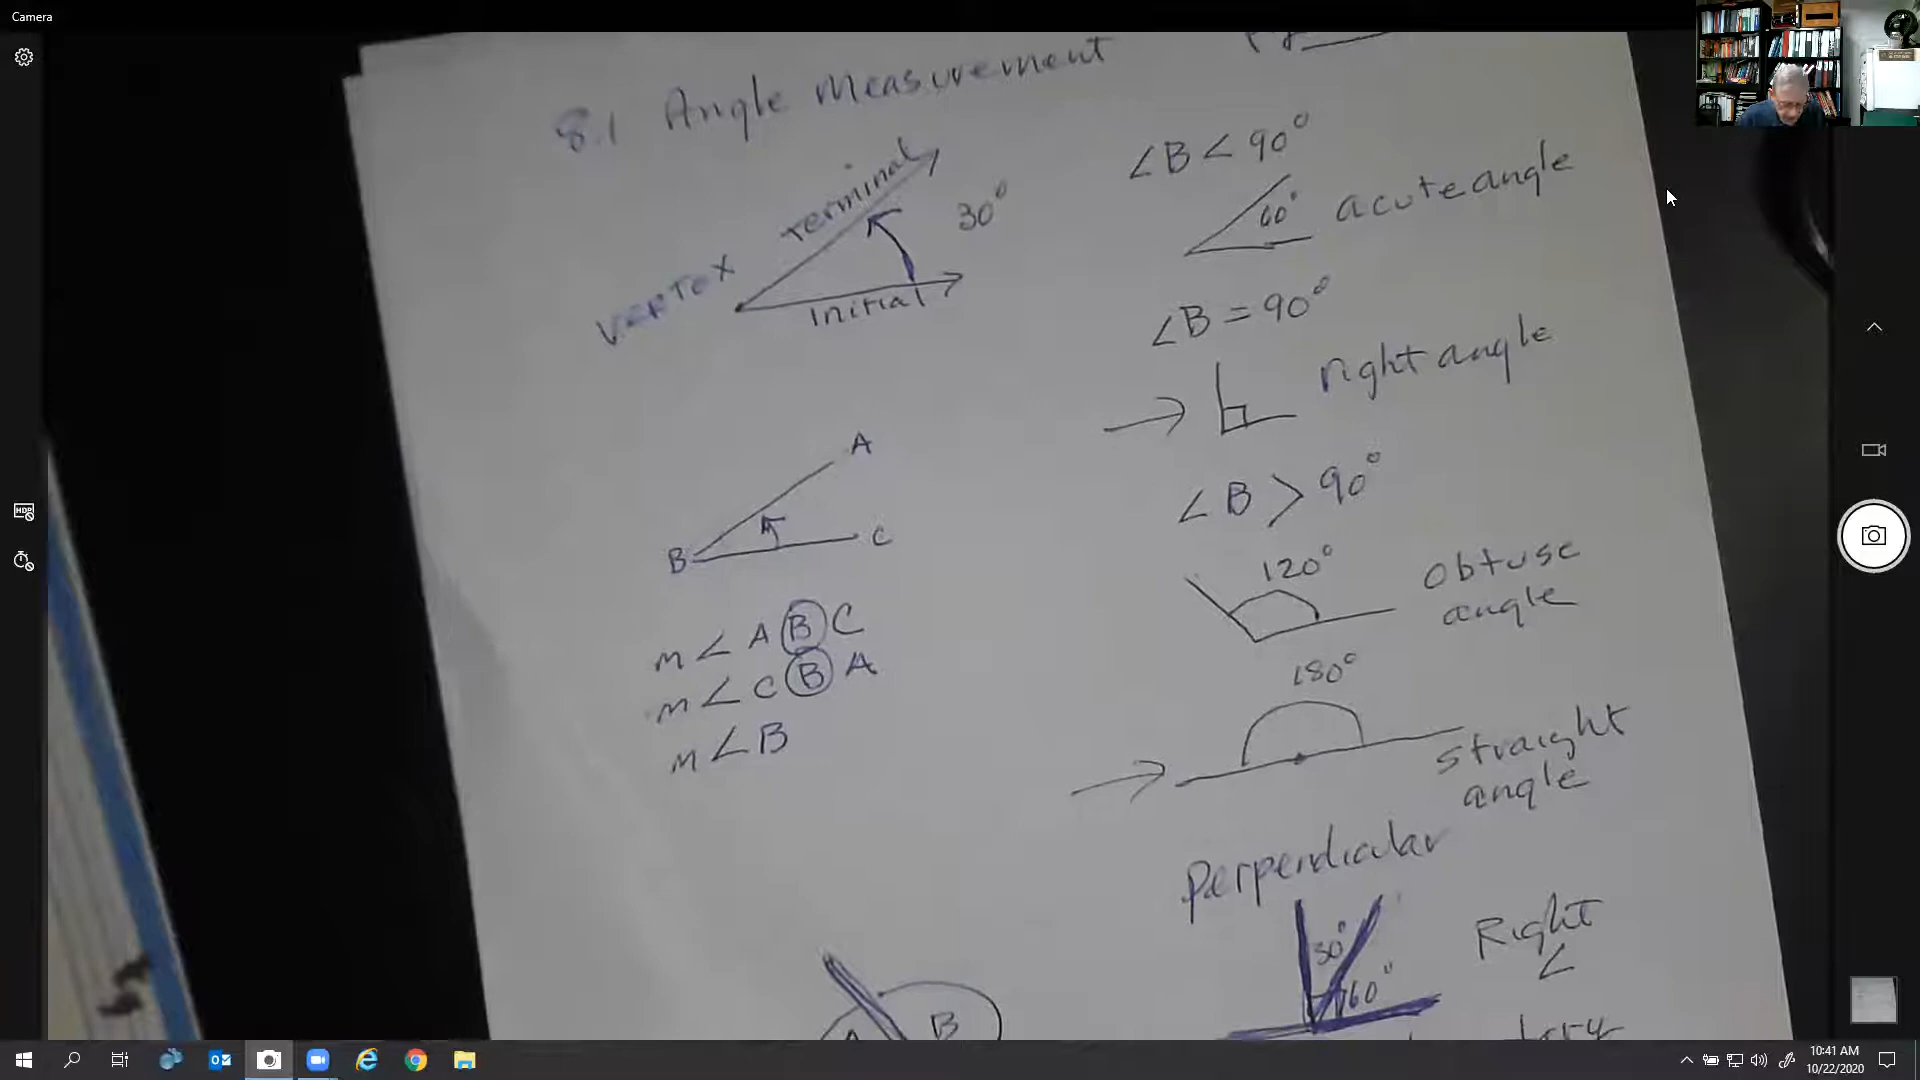 Camera
8.1 Angle Measurement
Terminal
30°
Vertex
Initial
A
B
C
m∠ABC
m∠CBA
m∠B
∠B < 90°
60°
acute angle
∠B = 90°
right angle
∠B > 90°
120°
obtuse
angle
180°
straight
angle
Perpendicular
30°
60°
Right
∠
A
B
10:41 AM
10/22/2020